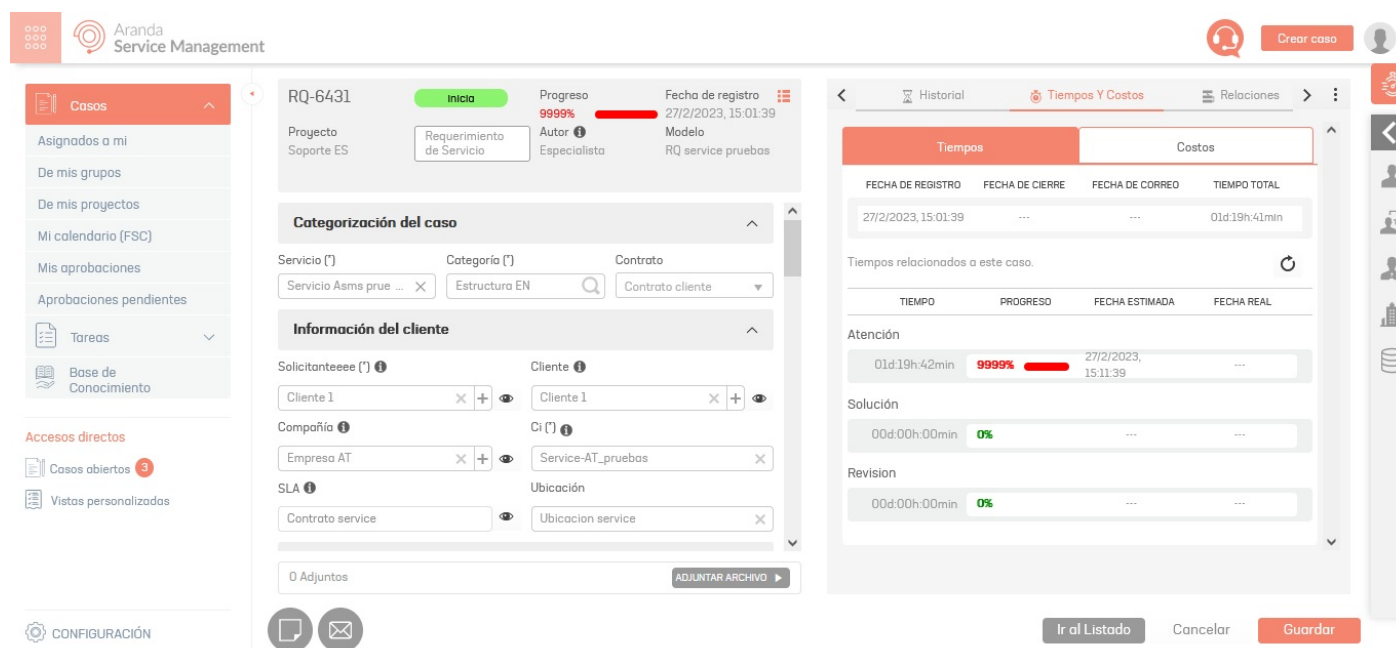 Aranda
Service Management
Crear caso
Casos
Asignados a mi
De mis grupos
De mis proyectos
Mi calendario (FSC)
Mis aprobaciones
Aprobaciones pendientes
Tareas
Base de
Conocimiento
Accesos directos
Casos abiertos 3
Vistas personalizadas
CONFIGURACIÓN
RQ-6431
Inicio
Progreso
9999%
Fecha de registro
27/2/2023, 15:01:39
Proyecto
Soporte ES
Requerimiento
de Servicio
Autor
Especialista
Modelo
RQ service pruebas
Categorización del caso
Servicio (*) Categoría (*) Contrato
Servicio Asms prue ... Estructura EN Contrato cliente
Información del cliente
Solicitanteeee (*) Cliente
Cliente 1 Cliente 1
Compañía Ci (*)
Empresa AT Service-AT_pruebas
SLA Ubicación
Contrato service Ubicacion service
0 Adjuntos ADJUNTAR ARCHIVO
Historial Tiempos Y Costos Relaciones
Tiempos Costos
FECHA DE REGISTRO FECHA DE CIERRE FECHA DE CORREO TIEMPO TOTAL
27/2/2023, 15:01:39 --- --- 01d:19h:41min
Tiempos relacionados a este caso.
TIEMPO PROGRESO FECHA ESTIMADA FECHA REAL
Atención
01d:19h:42min 9999% 27/2/2023, ---
15:11:39
Solución
00d:00h:00min 0% --- ---
Revision
00d:00h:00min 0% --- ---
Ir al Listado Cancelar Guardar